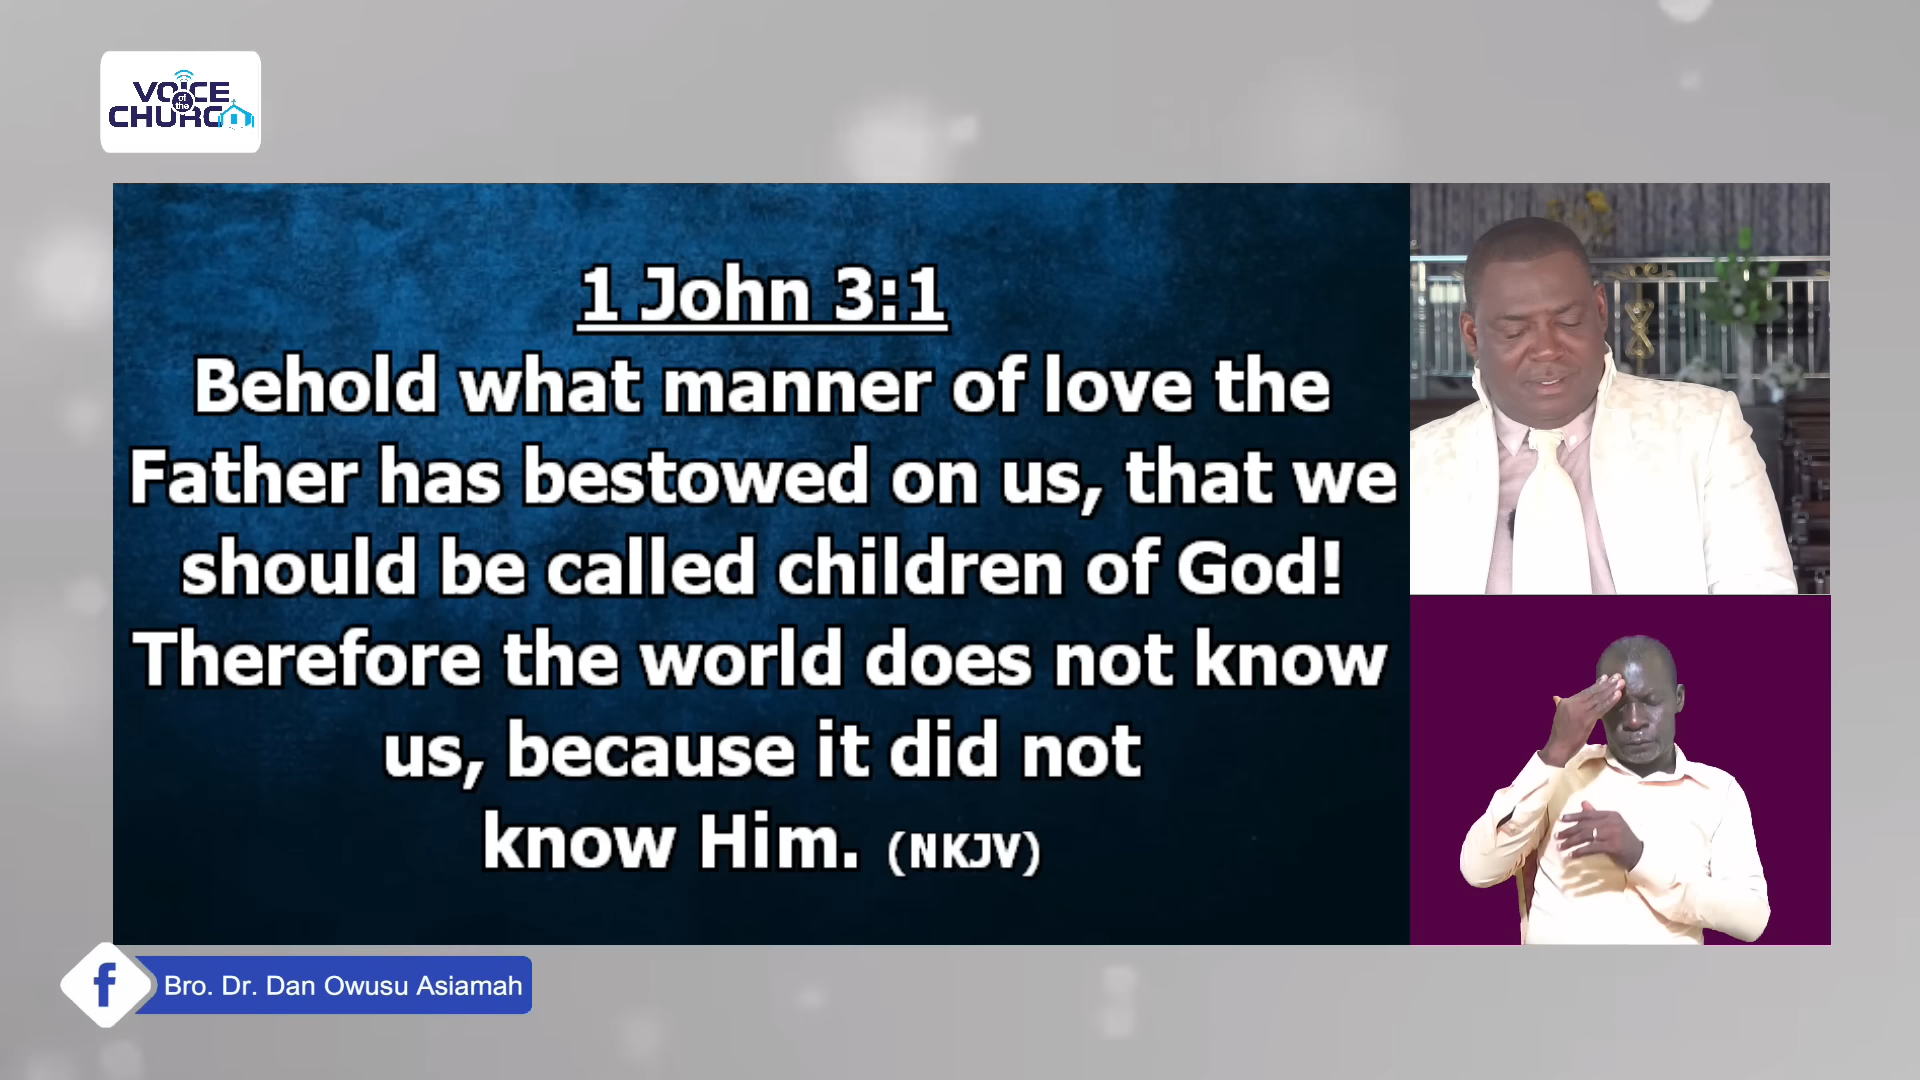 VOICE
of the
CHURCH
1 John 3:1
Behold what manner of love the
Father has bestowed on us, that we
should be called children of God!
Therefore the world does not know
us, because it did not
know Him. (NKJV)
f Bro. Dr. Dan Owusu Asiamah